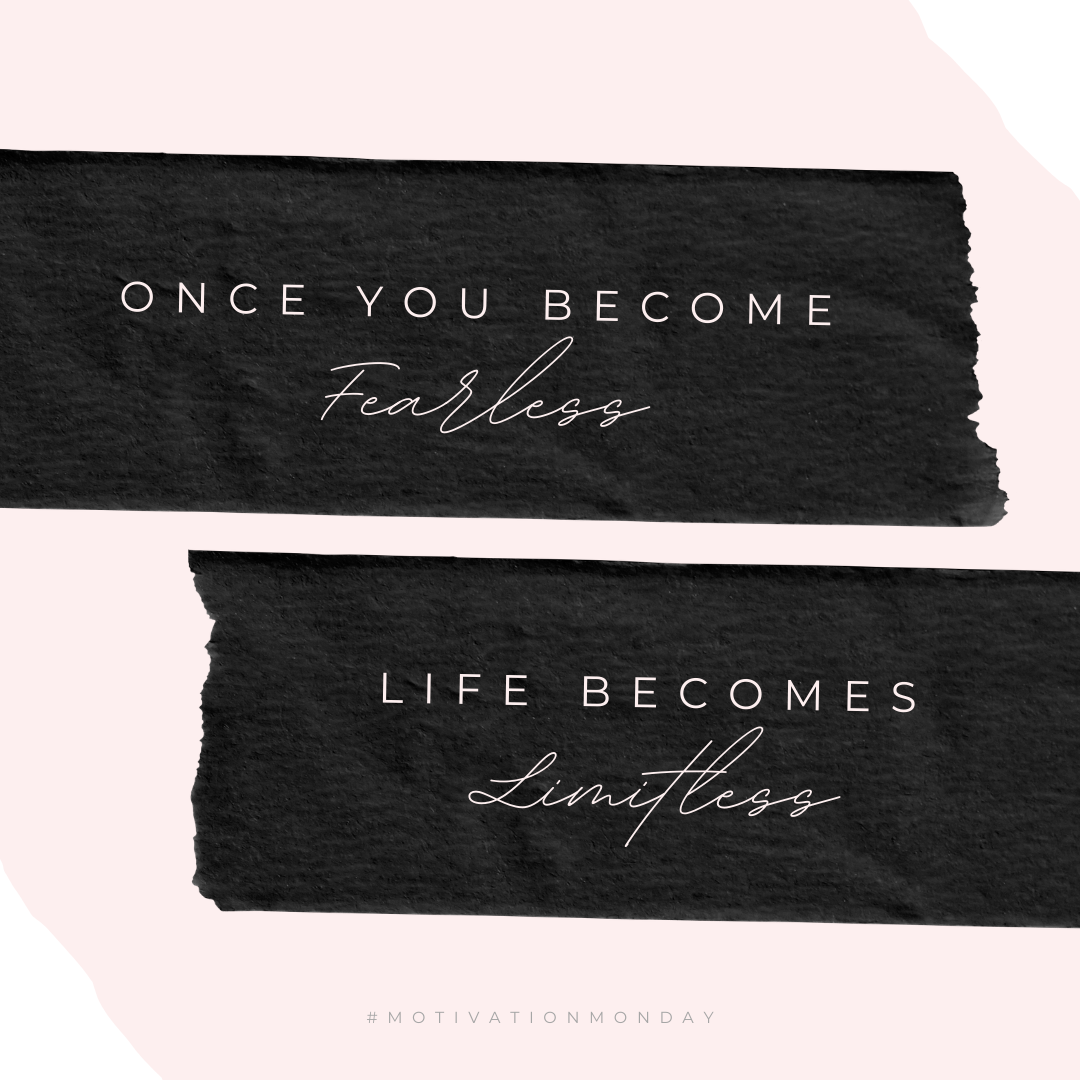 ONCE YOU BECOME
Fearless
LIFE BECOMES
Limitless
#MOTIVATIONMONDAY